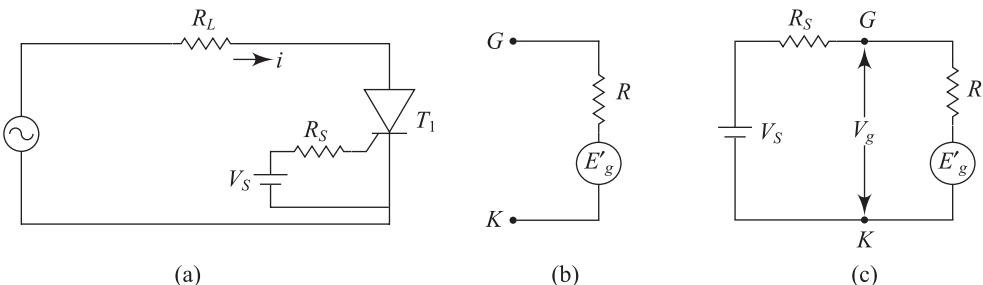 R_L
i
T_1
R_S
V_S
(a)
G
R
E'_g
K
(b)
R_S
G
V_S
V_g
R
E'_g
K
(c)